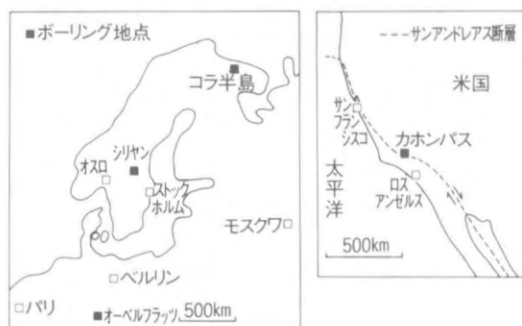 ■ボーリング地点
コラ半島
シリヤン
オスロ
ストック
ホルム
モスクワ
ベルリン
パリ
■オーベルフラッツ
500km
-----サンアンドレアス断層
米国
サン
フラン
シスコ
カホンパス
ロス
アンゼルス
太平洋
500km